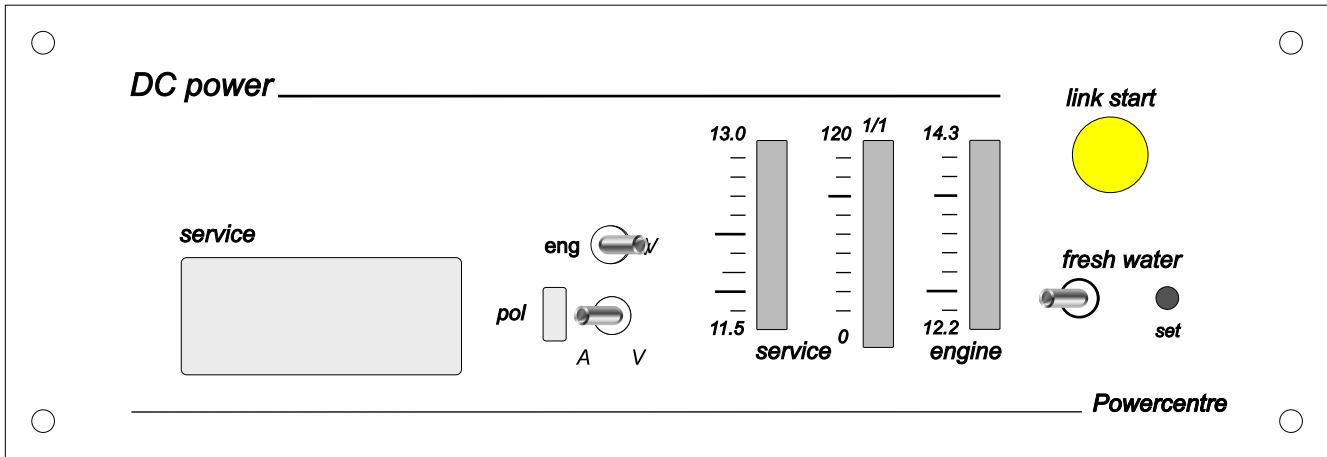 DC power
link start
13.0 120 1/1 14.3
service
eng V
fresh water
pol
A V
11.5 0 12.2
set
service engine
Powercentre